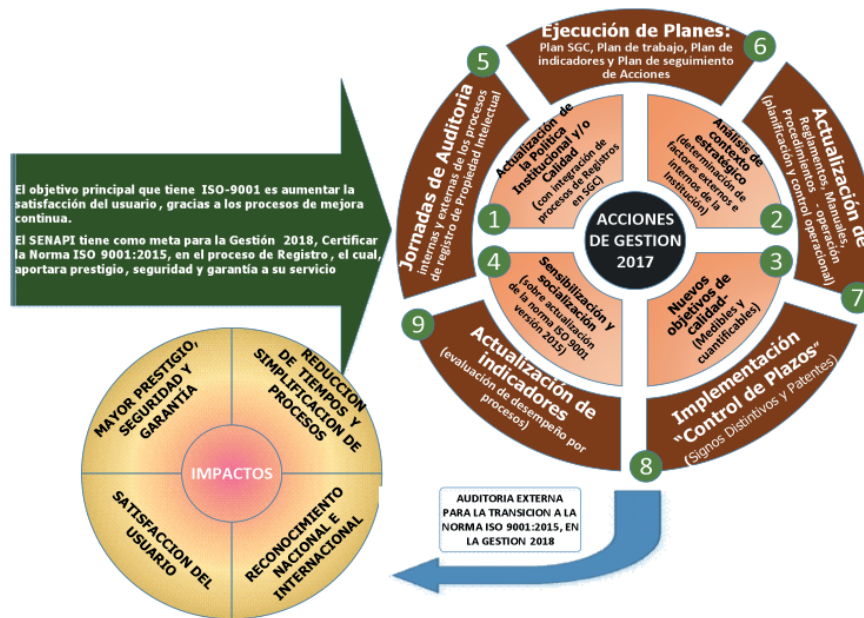 El objetivo principal que tiene ISO-9001 es aumentar la
satisfacción del usuario, gracias a los procesos de mejora
continua.
El SENAPI tiene como meta para la Gestión 2018, Certificar
la Norma ISO 9001:2015, en el proceso de Registro, el cual,
aportara prestigio, seguridad y garantía a su servicio
ACCIONES
DE GESTION
2017
1
Actualización de
la Política
Institucional y/o
Calidad
(con integración de
procesos de Registros
en SGC)
2
Análisis de
contexto
estratégico
(determinación de
factores externos e
internos de la
Institución)
3
Nuevos
objetivos de
calidad-
(Medibles y
cuantificables)
4
Sensibilización y
socialización
(sobre actualización
de la norma ISO 9001
versión 2015)
5
Jornadas de Auditoria
internas y externas de los procesos
de registro de Propiedad Intelectual
6
Ejecución de Planes:
Plan SGC, Plan de trabajo, Plan de
indicadores y Plan de seguimiento
de Acciones
7
Actualización de
Reglamentos, Manuales,
Procedimientos - operación
(planificación y control operacional)
8
Implementación
“Control de Plazos”
(Signos Distintivos y Patentes)
9
Actualización de
indicadores
(evaluación de desempeño por
procesos)
AUDITORIA EXTERNA
PARA LA TRANSICION A LA
NORMA ISO 9001:2015, EN
LA GESTION 2018
IMPACTOS
MAYOR PRESTIGIO,
SEGURIDAD Y
GARANTÍA
REDUCCION
DE TIEMPOS Y
SIMPLIFICACION DE
PROCESOS
SATISFACCION DEL
USUARIO
RECONOCIMIENTO
NACIONAL E
INTERNACIONAL